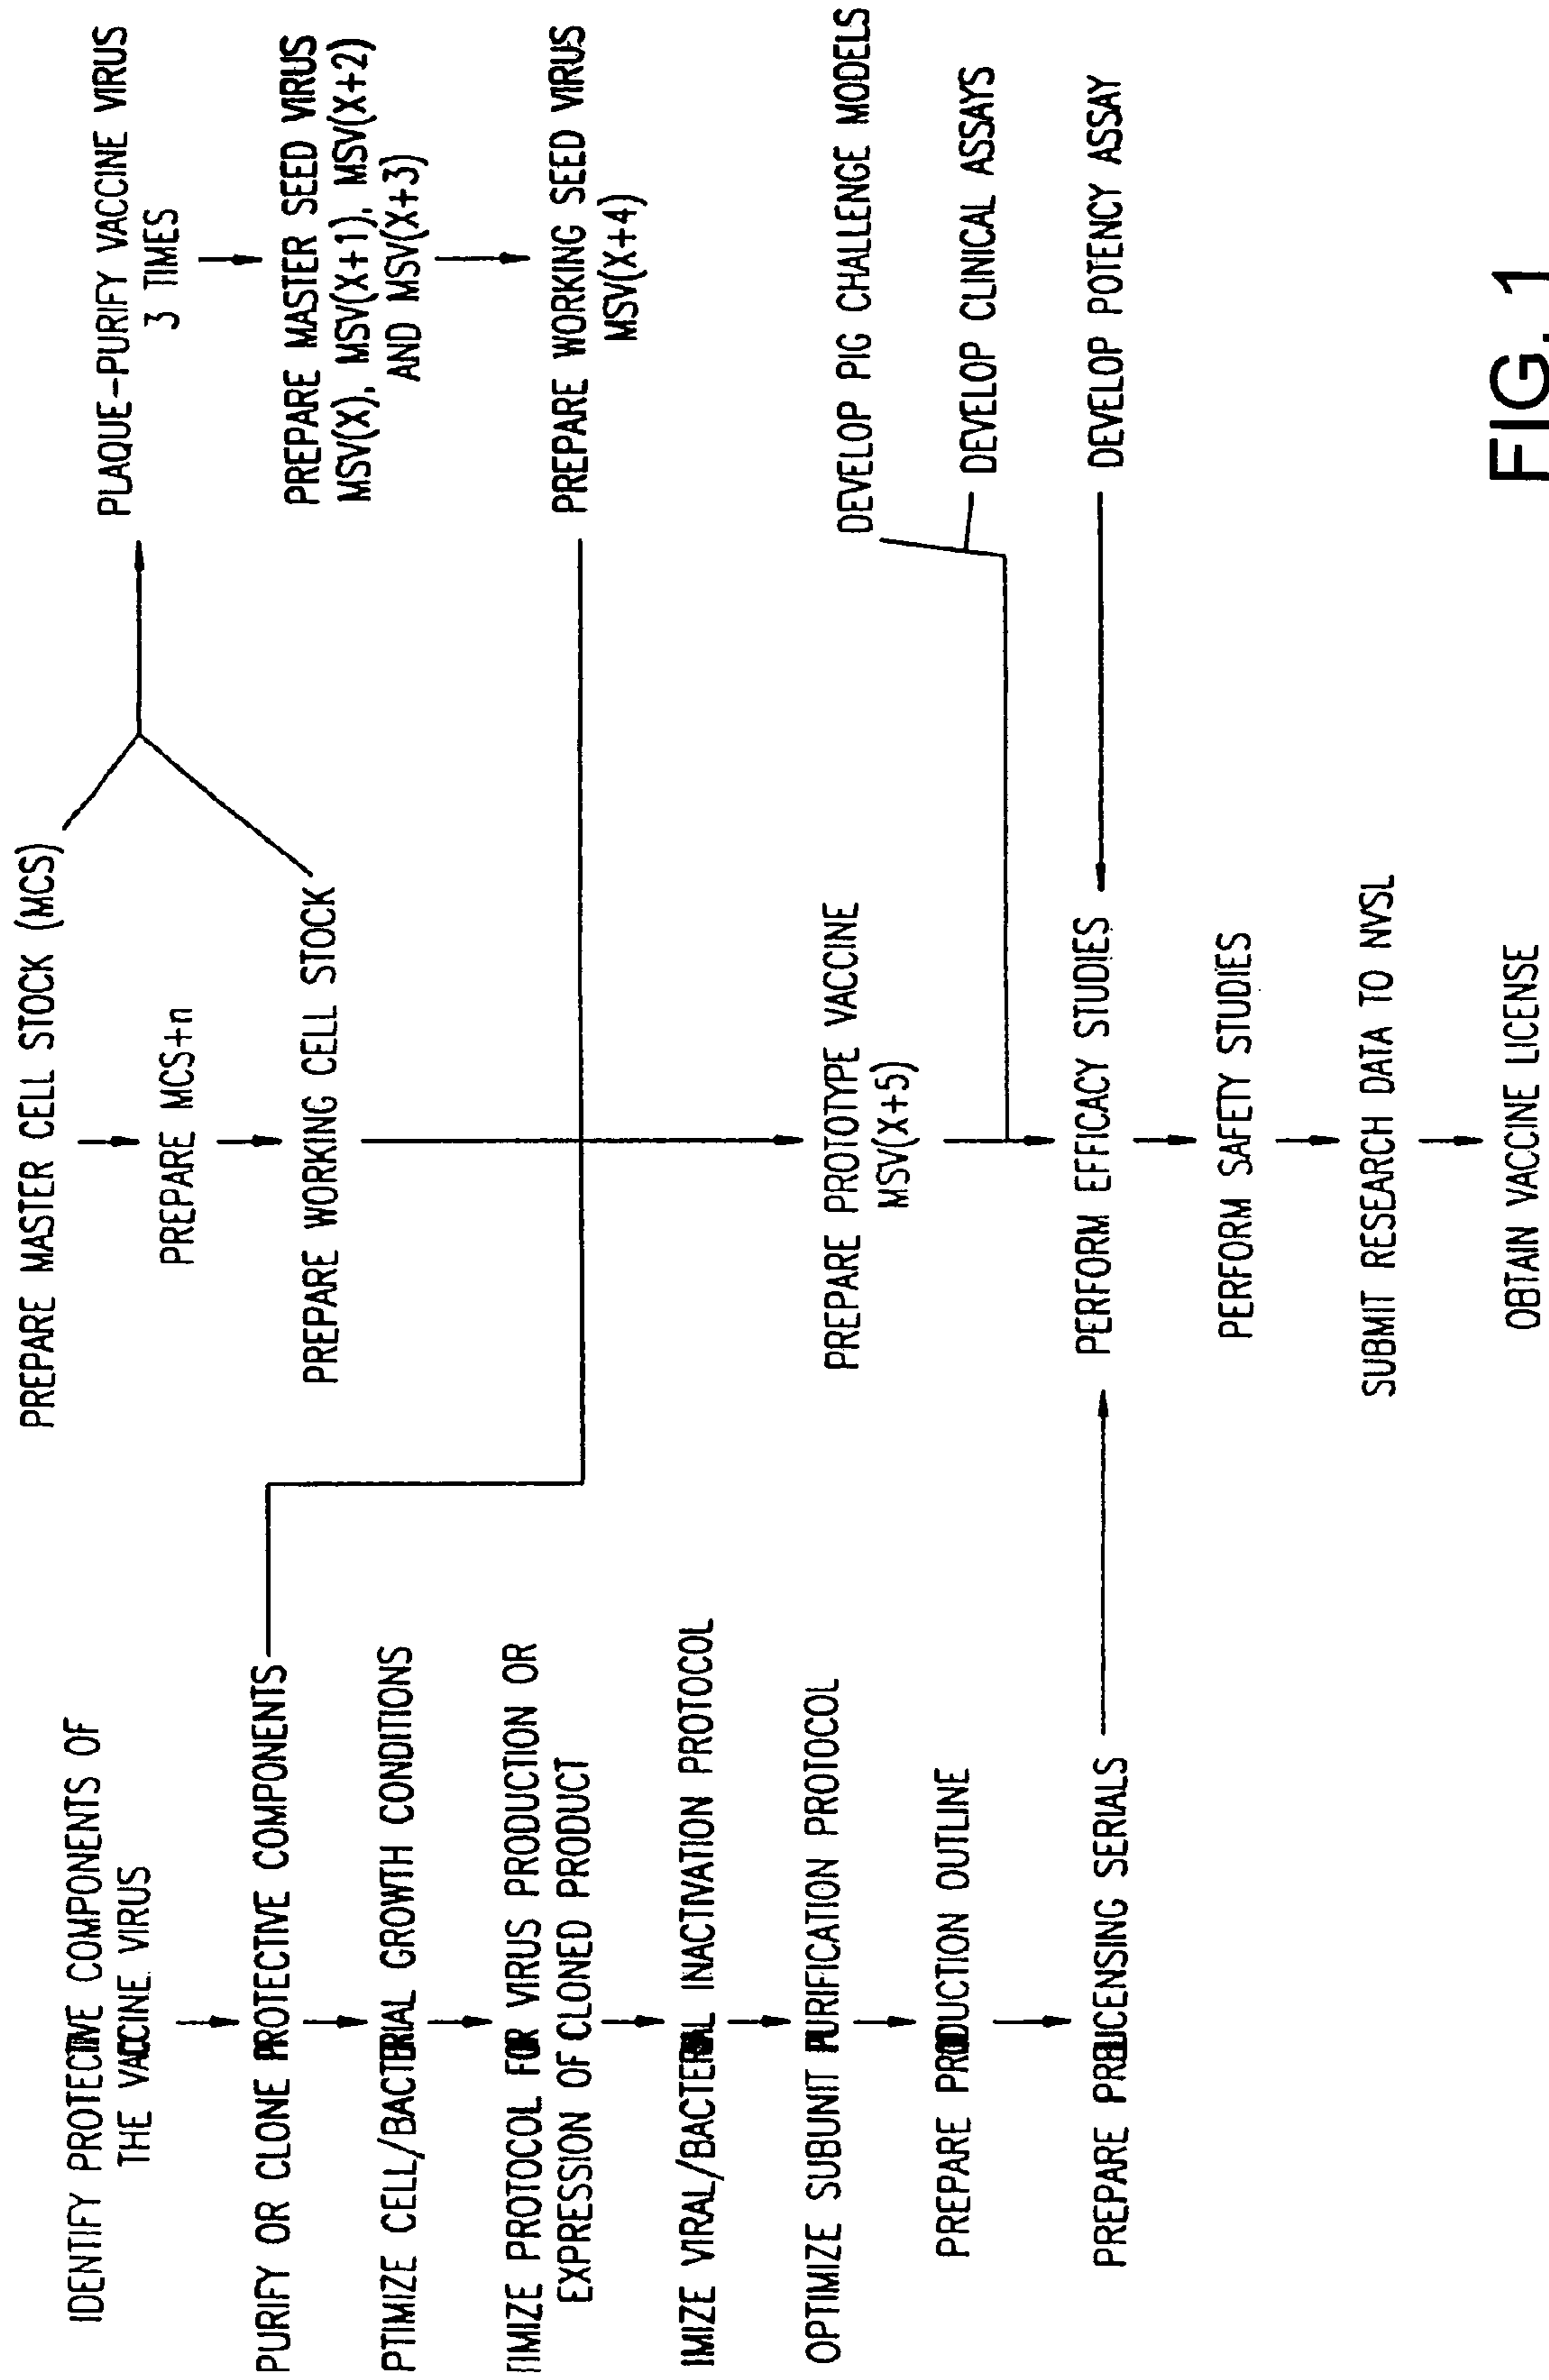 IDENTIFY PROTECTIVE COMPONENTS OF
THE VACCINE VIRUS
PURIFY OR CLONE PROTECTIVE COMPONENTS
PTIMIZE CELL/BACTERIAL GROWTH CONDITIONS
TIMIZE PROTOCOL FOR VIRUS PRODUCTION OR
EXPRESSION OF CLONED PRODUCT
IMIZE VIRAL/BACTERIAL INACTIVATION PROTOCOL
OPTIMIZE SUBUNIT PURIFICATION PROTOCOL
PREPARE PRODUCTION OUTLINE
PREPARE PRELICENSING SERIALS
PREPARE MASTER CELL STOCK (MCS)
PREPARE MCS+n
PREPARE WORKING CELL STOCK
PREPARE PROTOTYPE VACCINE
MSV(X+5)
PERFORM EFFICACY STUDIES
PERFORM SAFETY STUDIES
SUBMIT RESEARCH DATA TO NVSL
OBTAIN VACCINE LICENSE
PLAQUE-PURIFY VACCINE VIRUS
3 TIMES
PREPARE MASTER SEED VIRUS
MSV(X), MSV(X+1), MSV(X+2)
AND MSV(X+3)
PREPARE WORKING SEED VIRUS
MSV(X+4)
DEVELOP PIG CHALLENGE MODELS
DEVELOP CLINICAL ASSAYS
DEVELOP POTENCY ASSAY
FIG. 1